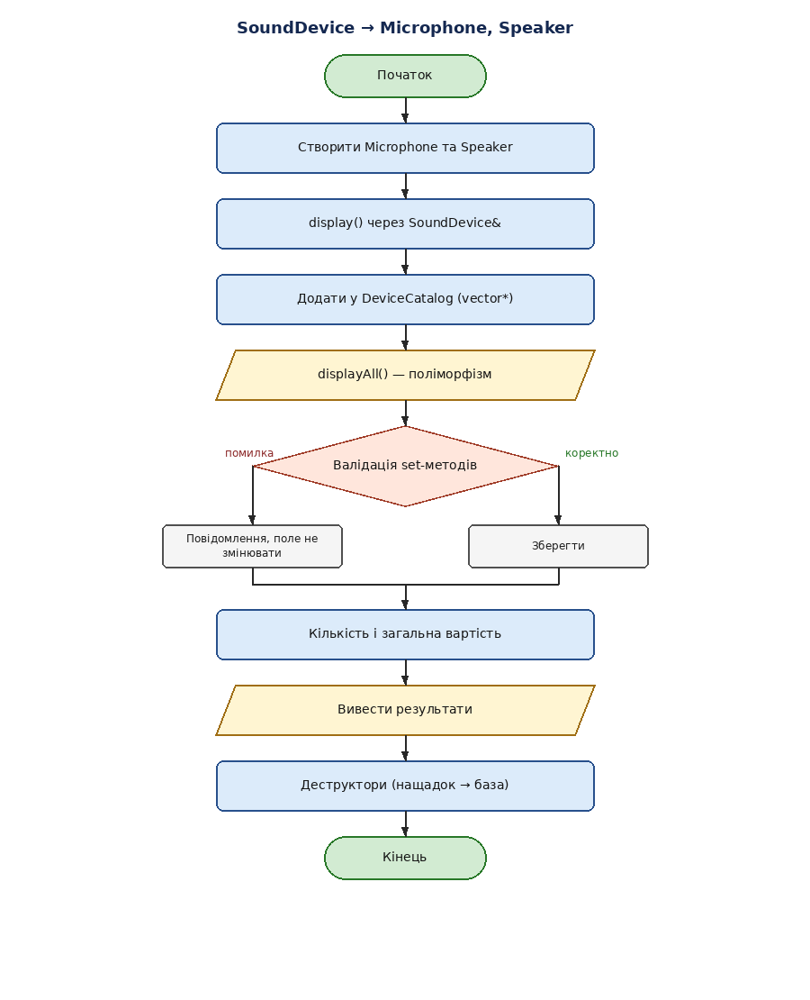 SoundDevice → Microphone, Speaker
Початок
Створити Microphone та Speaker
display() через SoundDevice&
Додати у DeviceCatalog (vector*)
displayAll() — поліморфізм
помилка
Валідація set-методів
коректно
Повідомлення, поле не
змінювати
Зберегти
Кількість і загальна вартість
Вивести результати
Деструктори (нащадок → база)
Кінець